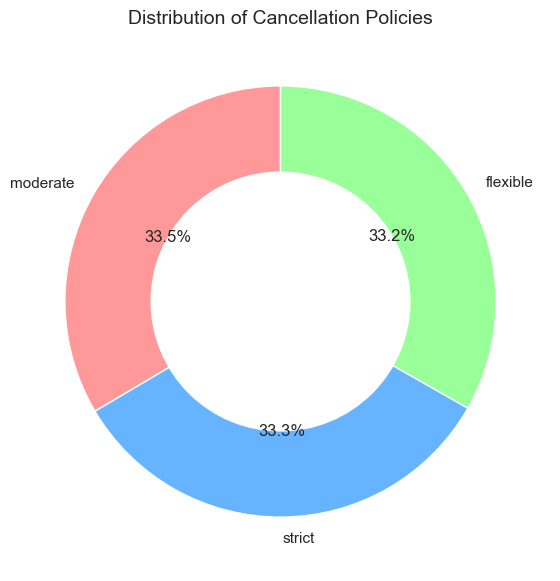 Distribution of Cancellation Policies
moderate
flexible
33.5%
33.2%
33.3%
strict